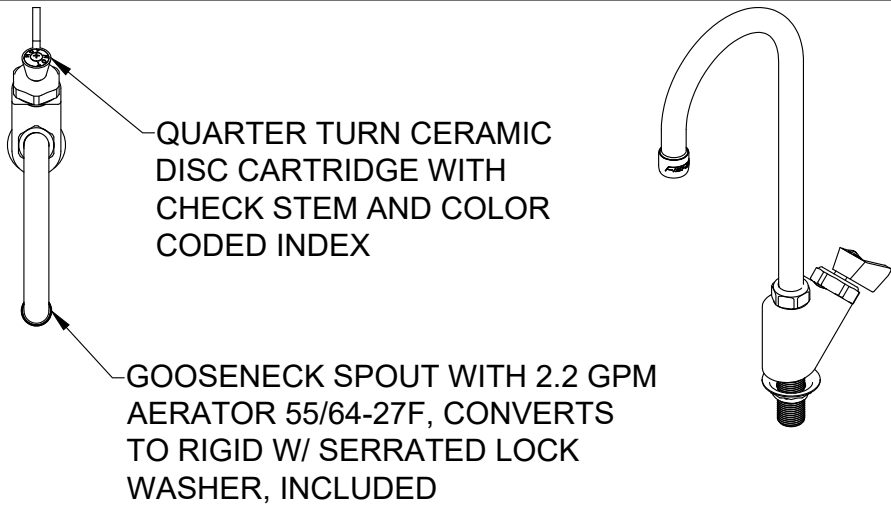 QUARTER TURN CERAMIC
DISC CARTRIDGE WITH
CHECK STEM AND COLOR
CODED INDEX
GOOSENECK SPOUT WITH 2.2 GPM
AERATOR 55/64-27F, CONVERTS
TO RIGID W/ SERRATED LOCK
WASHER, INCLUDED